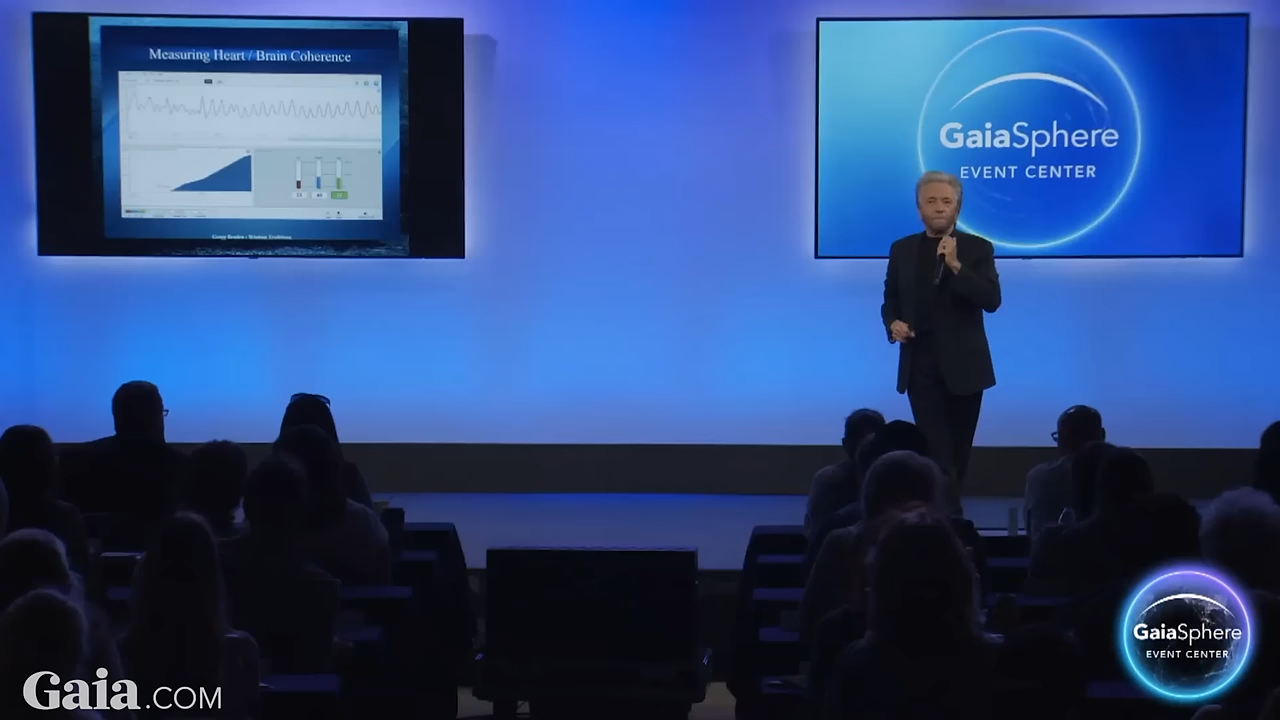 Measuring Heart / Brain Coherence
GaiaSphere
EVENT CENTER
GaiaSphere
EVENT CENTER
Gaia.COM